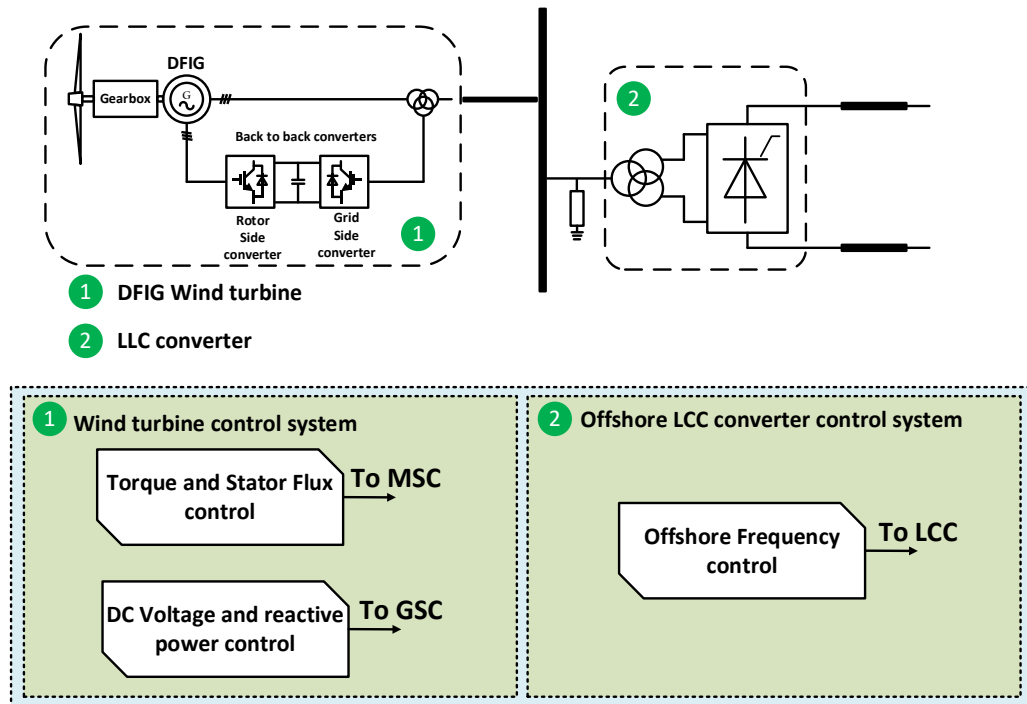 DFIG
2
Gearbox
G
Back to back converters
Rotor
Side
converter
Grid
Side
converter
1
1 DFIG Wind turbine
2 LLC converter
1 Wind turbine control system
Torque and Stator Flux
control
To MSC
DC Voltage and reactive
power control
To GSC
2 Offshore LCC converter control system
Offshore Frequency
control
To LCC